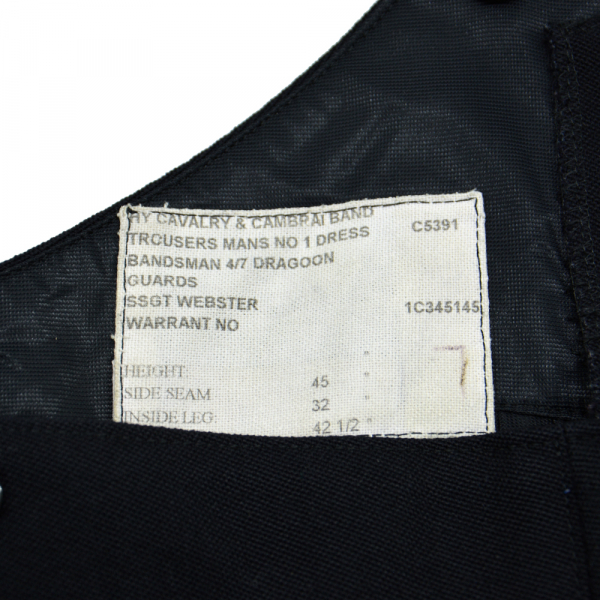 HY CAVALRY & CAMBRAI BAND C5391
TRCUSERS MANS NO 1 DRESS
BANDSMAN 4/7 DRAGOON
GUARDS
SSGT WEBSTER 1C345145
WARRANT NO
HEIGHT: "
SIDE SEAM 45 "
INSIDE LEG: 32 "
42 1/2 "